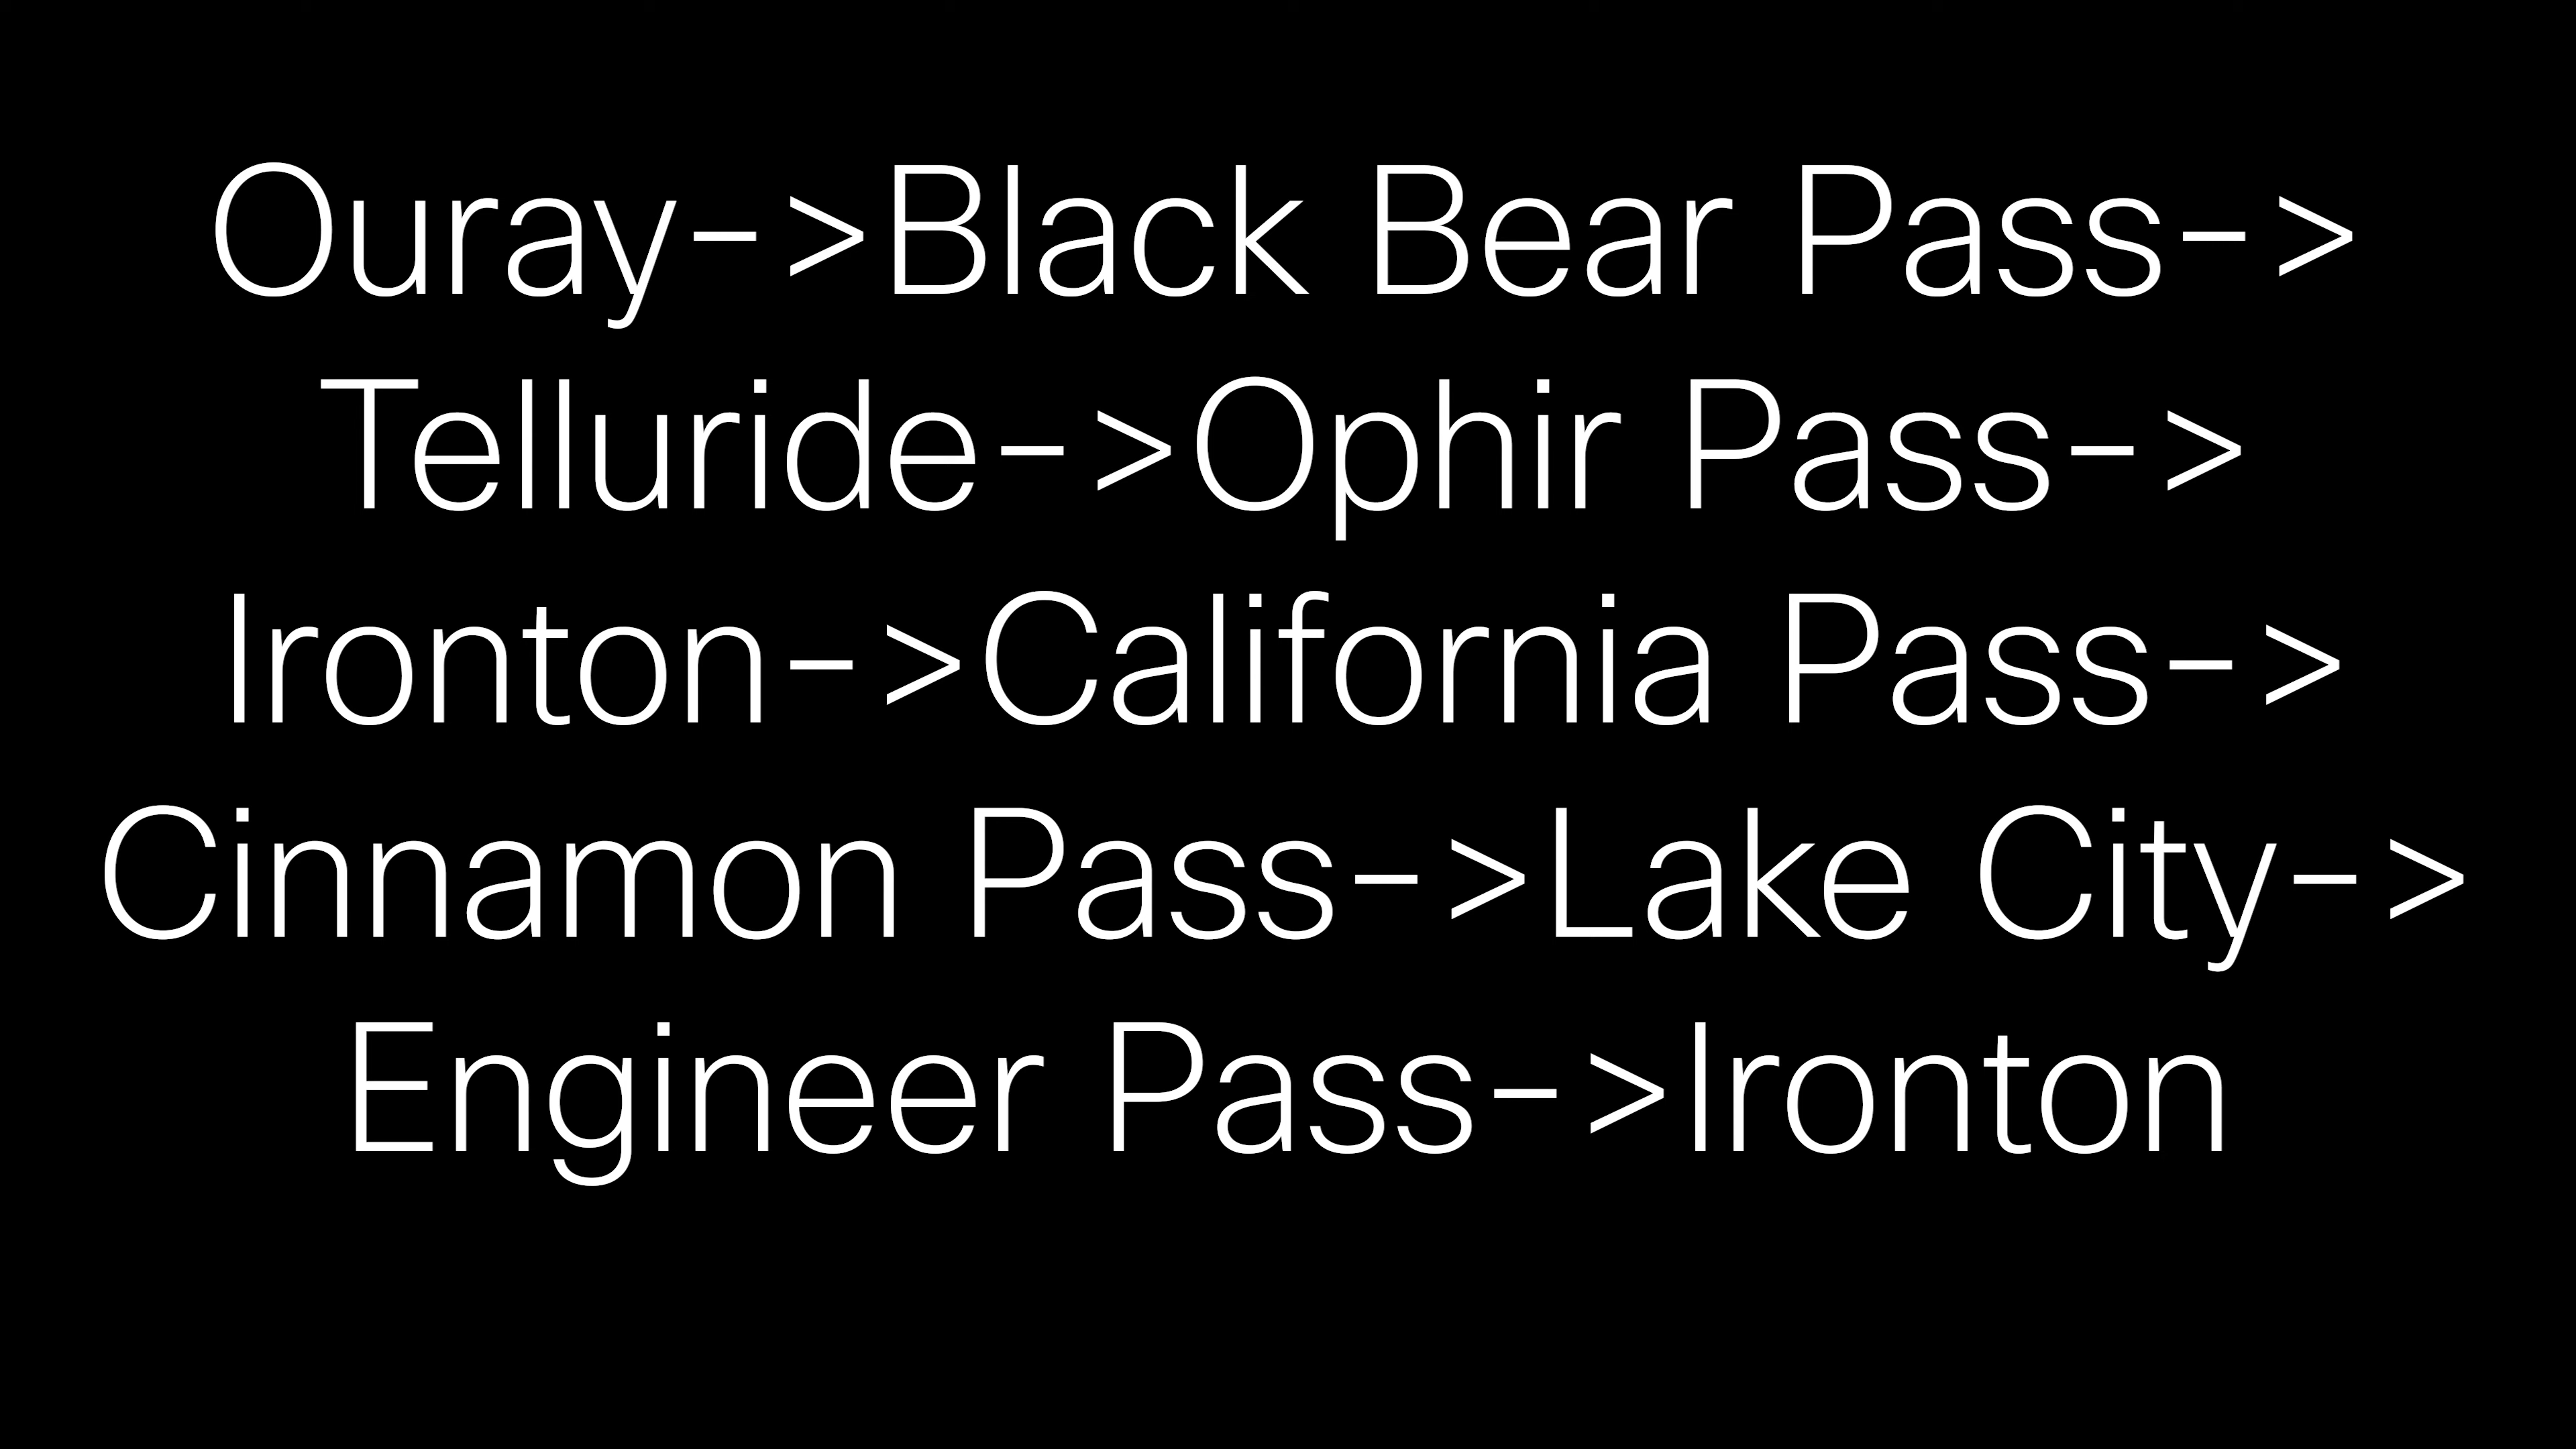 Ouray->Black Bear Pass->
Telluride->Ophir Pass->
Ironton->California Pass->
Cinnamon Pass->Lake City->
Engineer Pass->Ironton